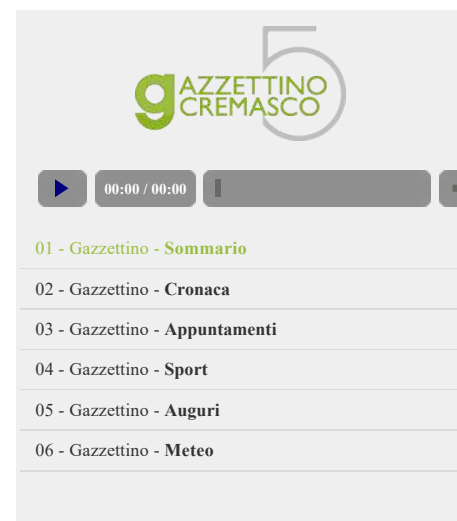 5
gAZZETTINO
CREMASCO
00:00 / 00:00
01 - Gazzettino - Sommario
02 - Gazzettino - Cronaca
03 - Gazzettino - Appuntamenti
04 - Gazzettino - Sport
05 - Gazzettino - Auguri
06 - Gazzettino - Meteo